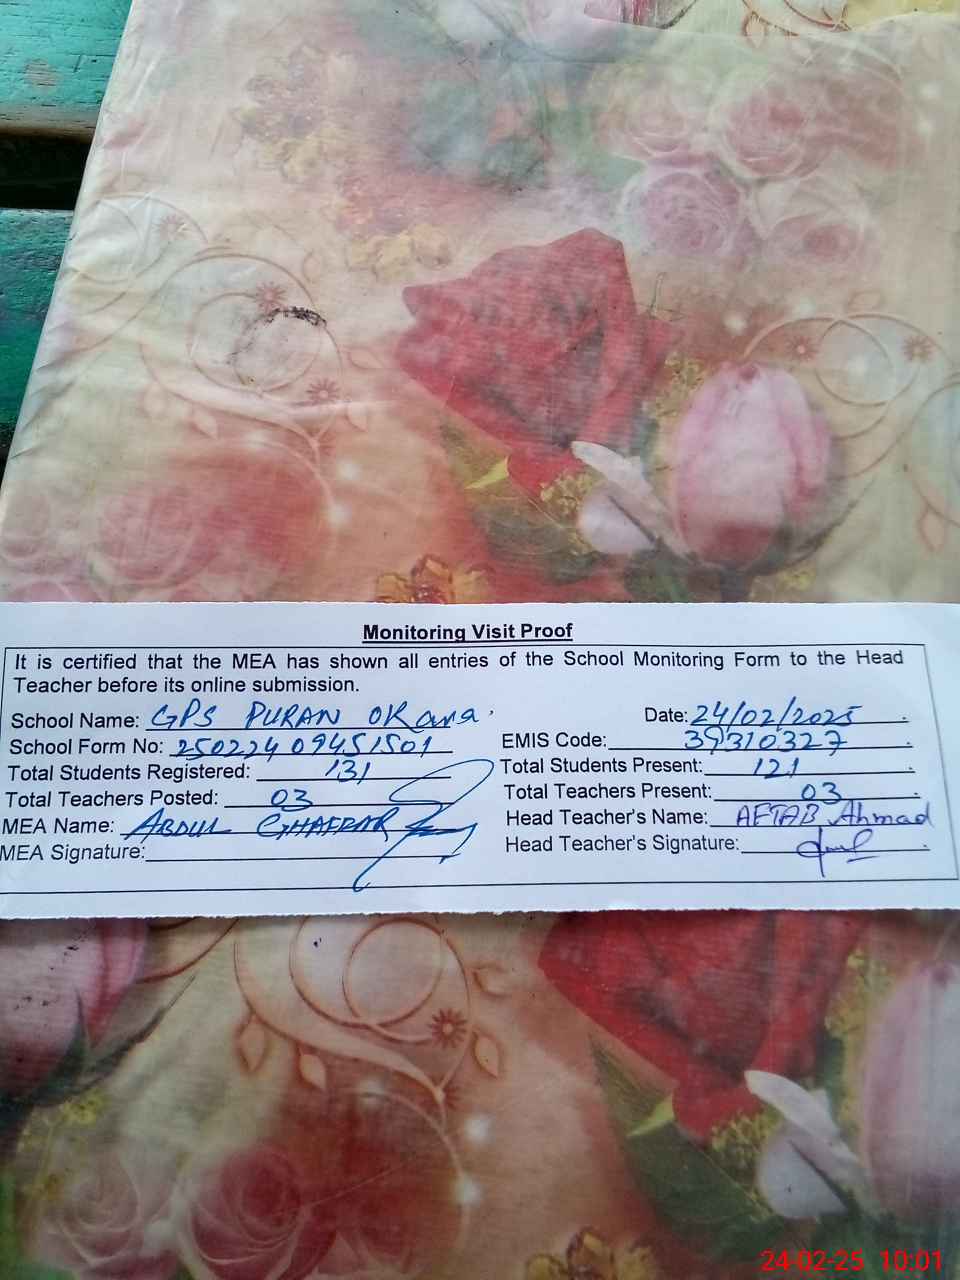 Monitoring Visit Proof
It is certified that the MEA has shown all entries of the School Monitoring Form to the Head
Teacher before its online submission.
School Name: GPS PURAN OKana. Date: 24/02/2025
School Form No: 25022409451501 EMIS Code: 39310327
Total Students Registered: 131 Total Students Present: 121
Total Teachers Posted: 03 Total Teachers Present: 03
MEA Name: ABDUL GHAFFAR Head Teacher's Name: AFTAB Ahmad
MEA Signature: Head Teacher's Signature:
24-02-25 10:01